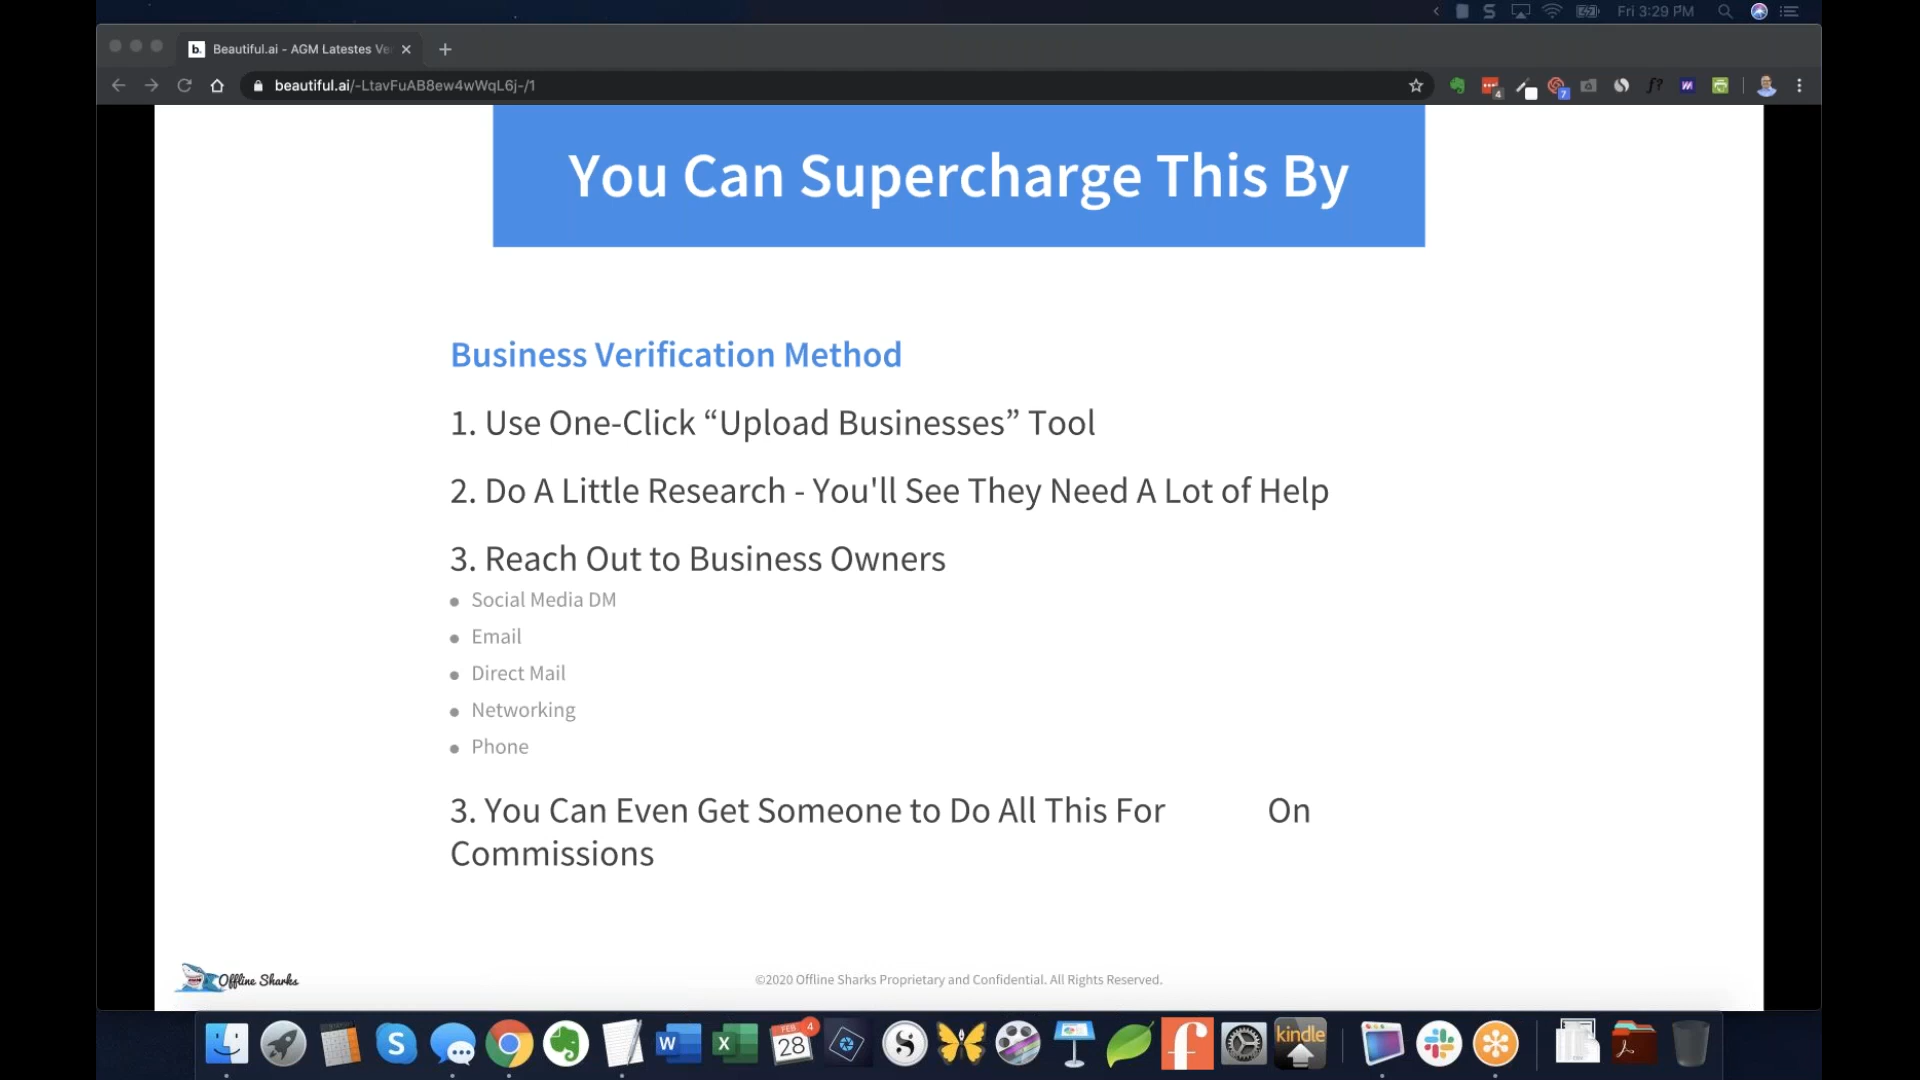 Fri 3:29 PM
b. Beautiful.ai - AGM Latestes Ve
beautiful.ai/-LtavFuAB8ew4wWqL6j-/1
4
7
f?
You Can Supercharge This By
Business Verification Method
1. Use One-Click “Upload Businesses” Tool
2. Do A Little Research - You'll See They Need A Lot of Help
3. Reach Out to Business Owners
• Social Media DM
• Email
• Direct Mail
• Networking
• Phone
3. You Can Even Get Someone to Do All This For On
Commissions
Offline Sharks
©2020 Offline Sharks Proprietary and Confidential. All Rights Reserved.
FEB 4
28
kindle